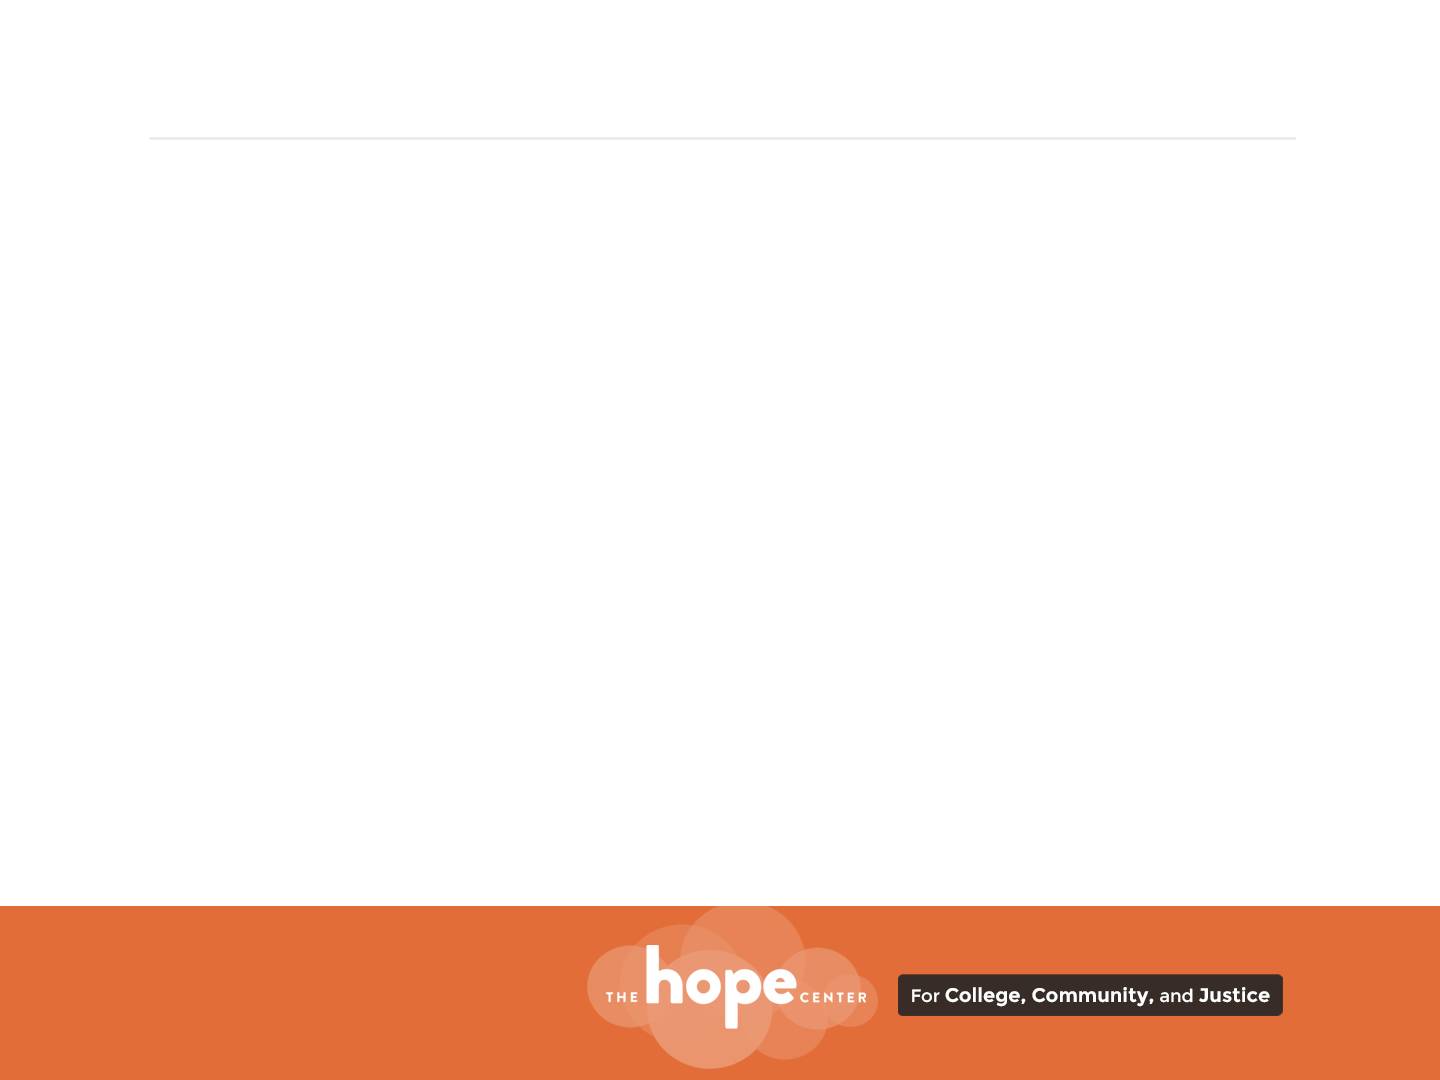 THE hope CENTER
For College, Community, and Justice